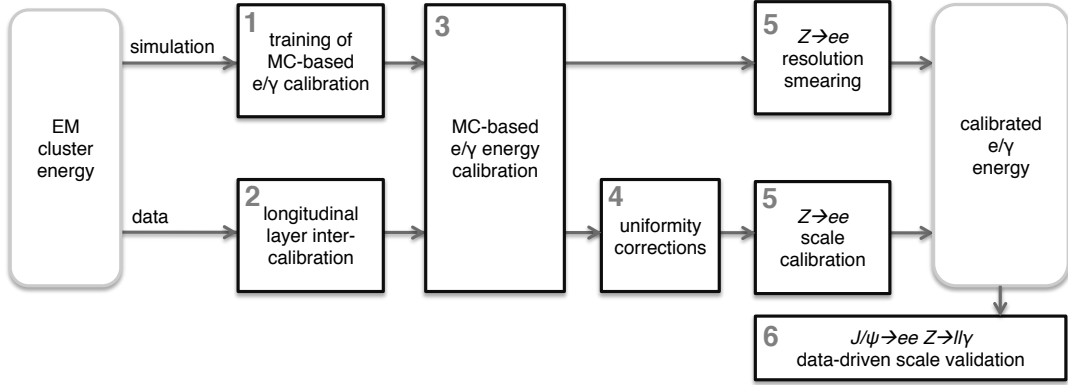 EM
cluster
energy
simulation
data
1
training of
MC-based
e/γ calibration
2
longitudinal
layer inter-
calibration
3
MC-based
e/γ energy
calibration
4
uniformity
corrections
5
Z→ee
resolution
smearing
5
Z→ee
scale
calibration
calibrated
e/γ
energy
6
J/ψ→ee Z→llγ
data-driven scale validation